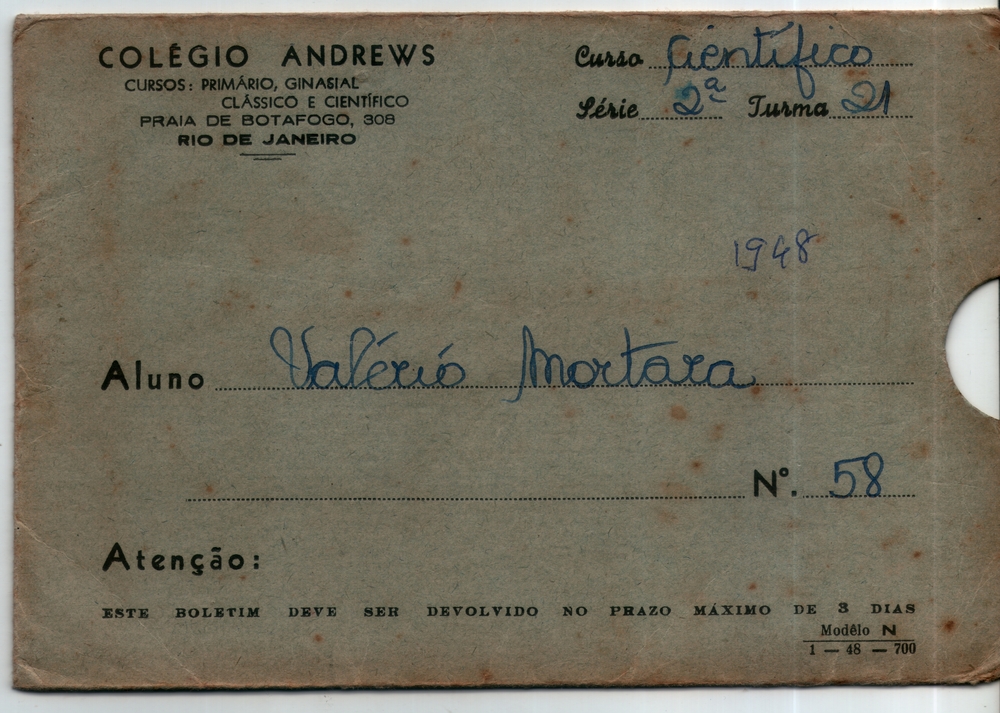 COLÉGIO ANDREWS
CURSOS: PRIMÁRIO, GINASIAL
CLÁSSICO E CIENTÍFICO
PRAIA DE BOTAFOGO, 308
RIO DE JANEIRO
Curso Científico
Série 2ª Turma 21
1948
Aluno Valério Mortara
Nº. 58
Atenção:
ESTE BOLETIM DEVE SER DEVOLVIDO NO PRAZO MÁXIMO DE 3 DIAS
Modêlo N
1 — 48 — 700